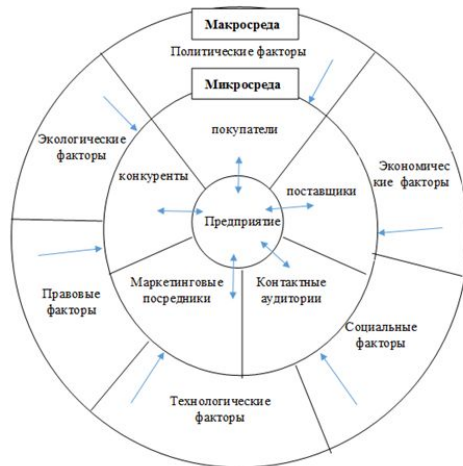 Макросреда
Политические факторы
Микросреда
покупатели
Экологические
факторы
конкуренты
Экономичес
кие факторы
поставщики
Предприятие
Маркетинговые
посредники
Контактные
аудитории
Правовые
факторы
Социальные
факторы
Технологические
факторы